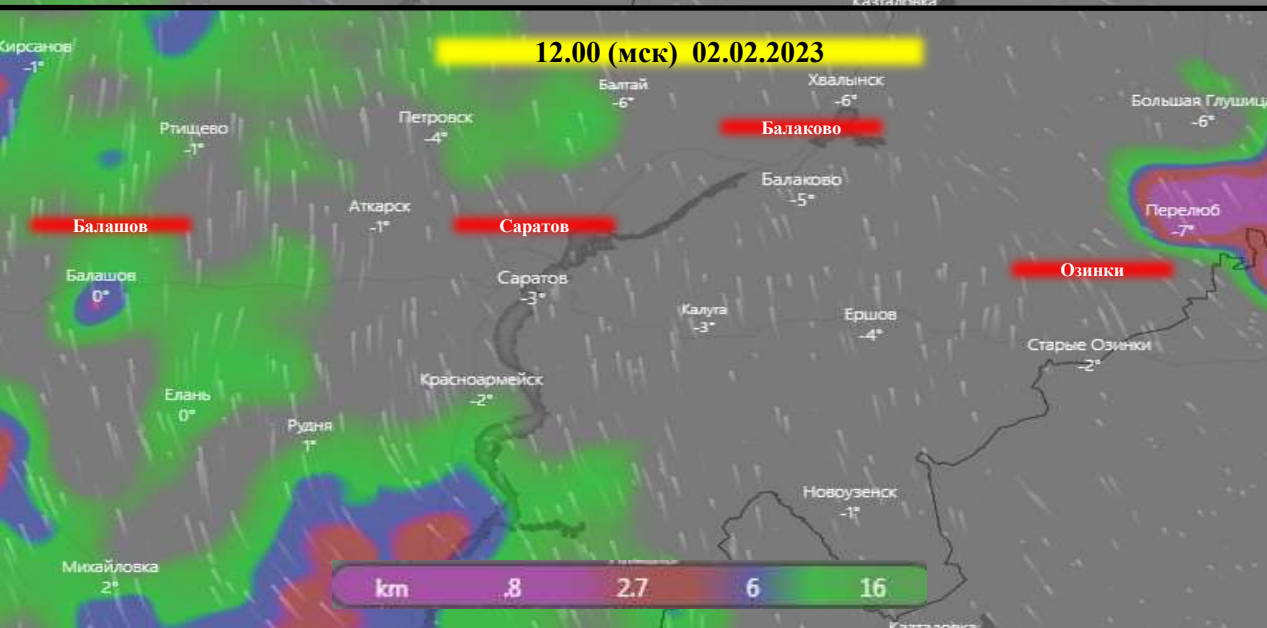 Казталовка
Кирсанов
-1°
12.00 (мск) 02.02.2023
Балтай
-6°
Хвалынск
-6°
Большая Глушица
-6°
Ртищево
-1°
Петровск
-4°
Балаково
Балаково
-5°
Аткарск
-1°
Перелюб
-7°
Балашов
Саратов
Озинки
Балашов
0°
Саратов
-3°
Калуга
-3°
Ершов
-4°
Старые Озинки
-2°
Красноармейск
-2°
Елань
0°
Рудня
1°
Новоузенск
-1°
Михайловка
2°
km .8 2.7 6 16
Казталовка